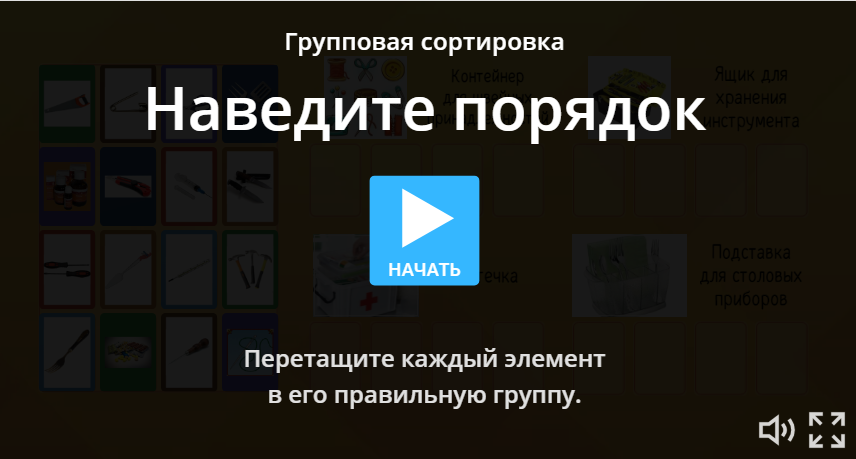 Групповая сортировка
Наведите порядок
Контейнер
Ящик для
хранения
инструмента
НАЧАТЬ
Подставка
для столовых
приборов
Перетащите каждый элемент
в его правильную группу.